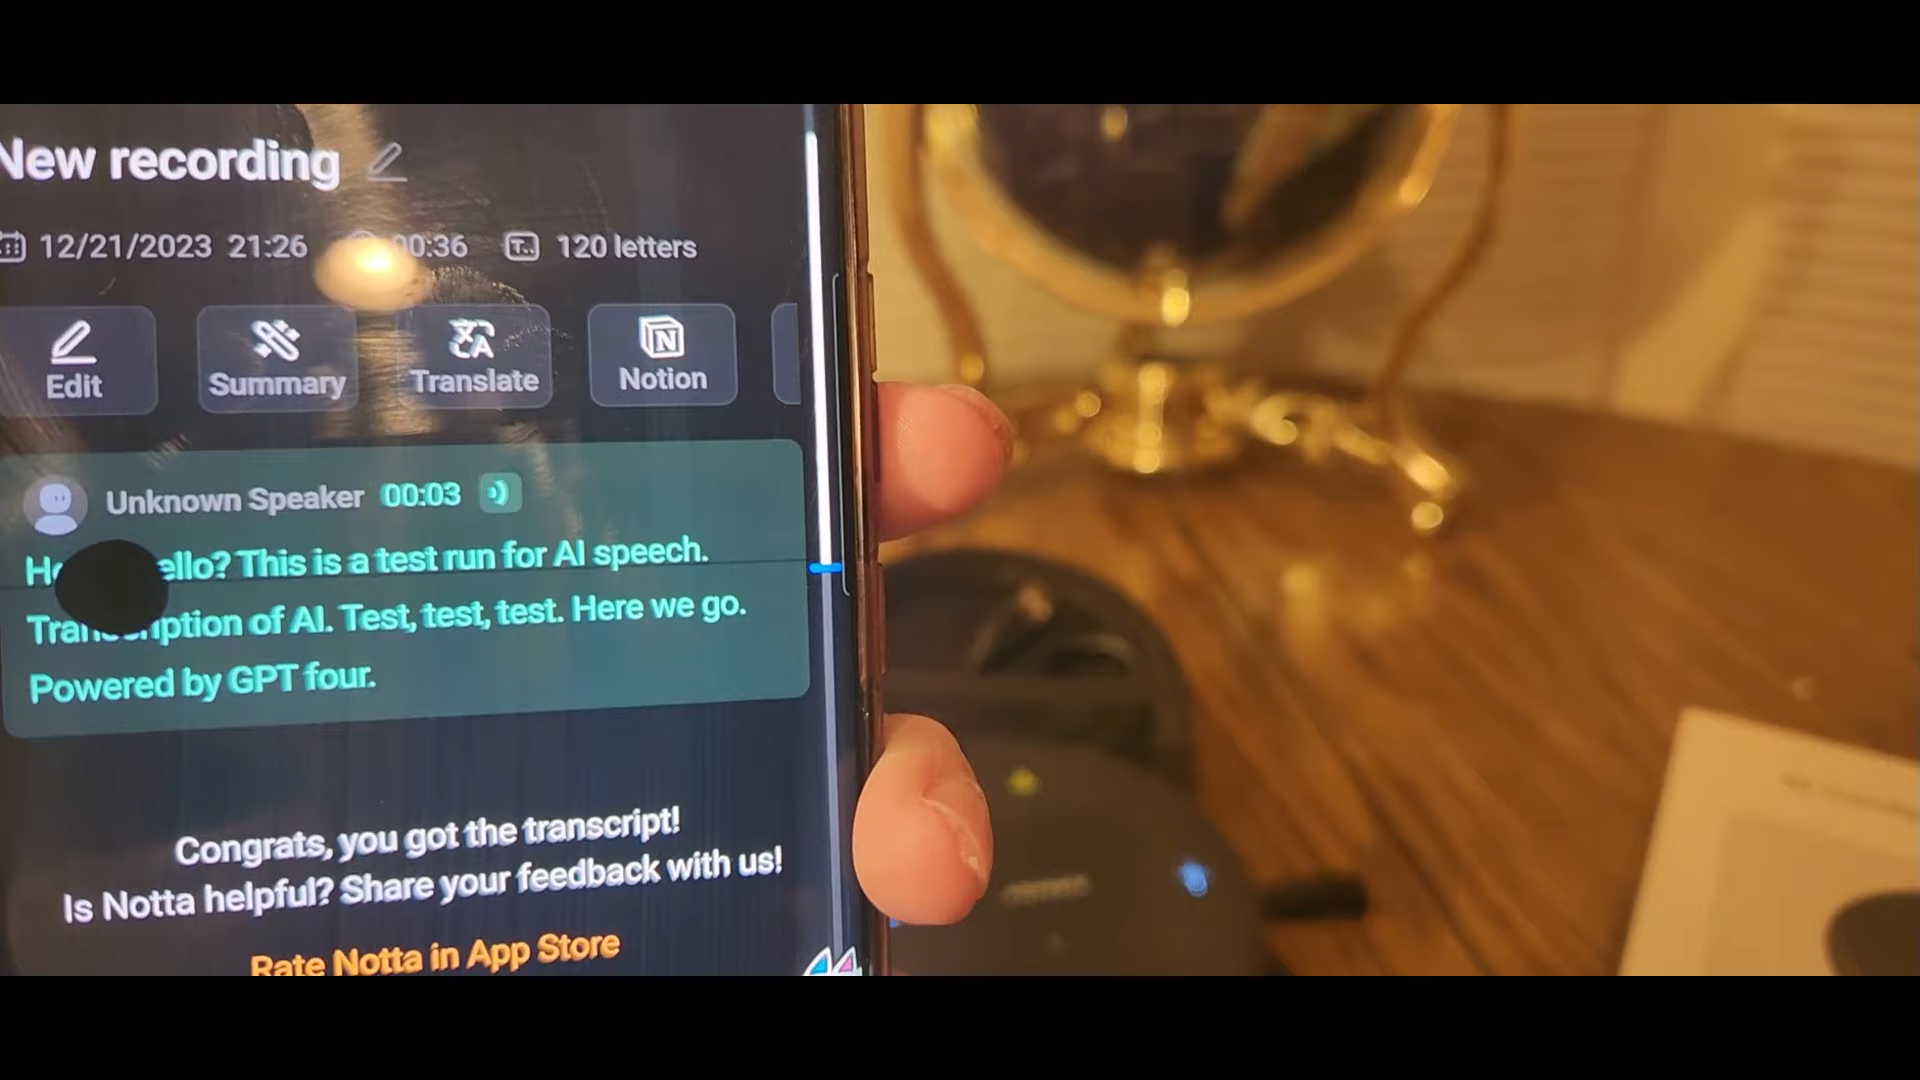 New recording
12/21/2023 21:26 00:36 120 letters
Edit Summary Translate Notion
Unknown Speaker 00:03
ello? This is a test run for AI speech.
of AI. Test, test, test. Here we go.
Powered by GPT four.
Congrats, you got the transcript!
Is Notta helpful? Share your feedback with us!
Rate Notta in App Store